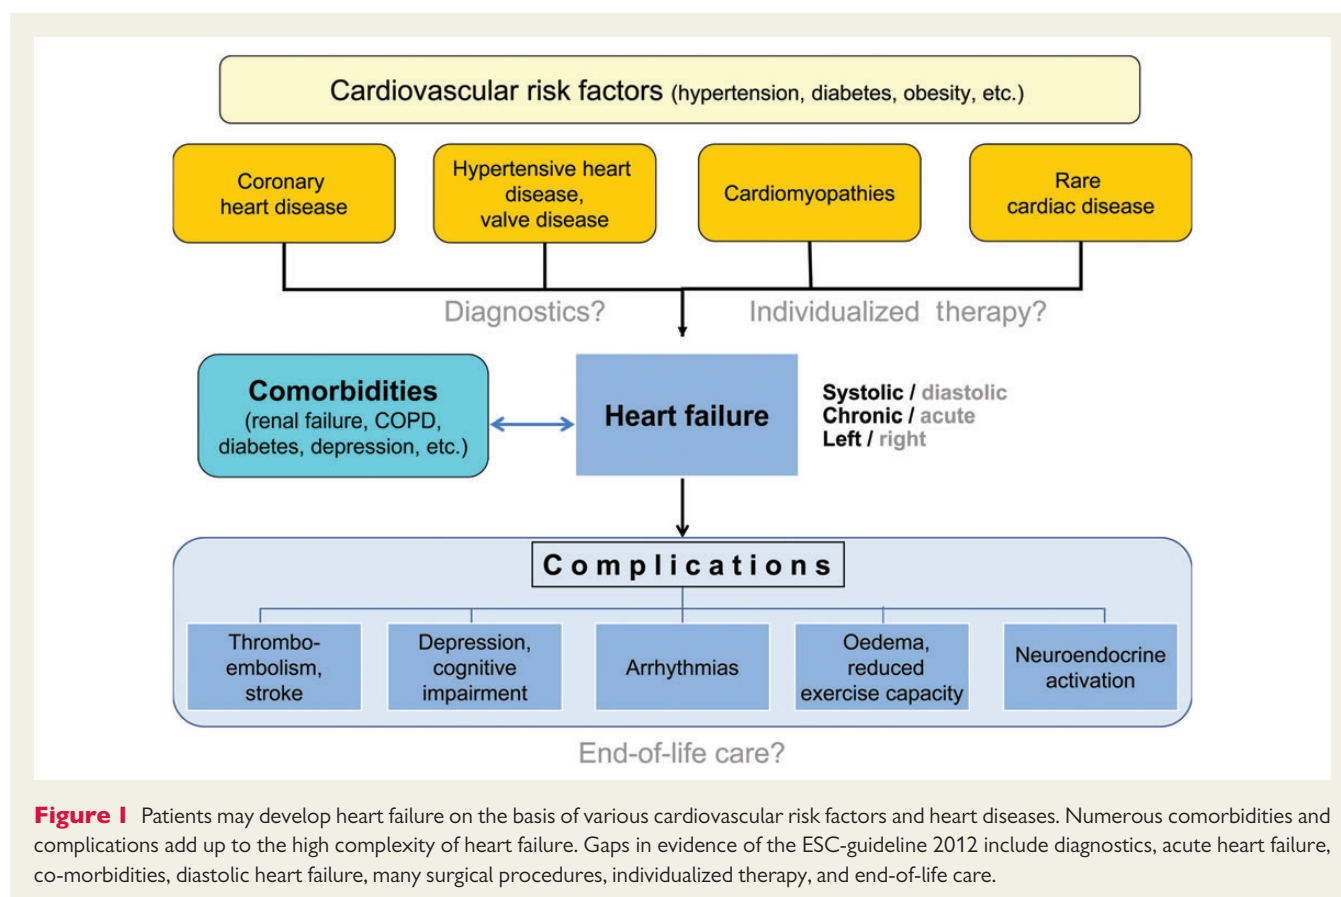 Cardiovascular risk factors (hypertension, diabetes, obesity, etc.)
Coronary
heart disease
Hypertensive heart
disease,
valve disease
Cardiomyopathies
Rare
cardiac disease
Diagnostics?
Individualized therapy?
Comorbidities
(renal failure, COPD,
diabetes, depression, etc.)
Heart failure
Systolic / diastolic
Chronic / acute
Left / right
Complications
Thrombo-
embolism,
stroke
Depression,
cognitive
impairment
Arrhythmias
Oedema,
reduced
exercise capacity
Neuroendocrine
activation
End-of-life care?
Figure 1 Patients may develop heart failure on the basis of various cardiovascular risk factors and heart diseases. Numerous comorbidities and
complications add up to the high complexity of heart failure. Gaps in evidence of the ESC-guideline 2012 include diagnostics, acute heart failure,
co-morbidities, diastolic heart failure, many surgical procedures, individualized therapy, and end-of-life care.